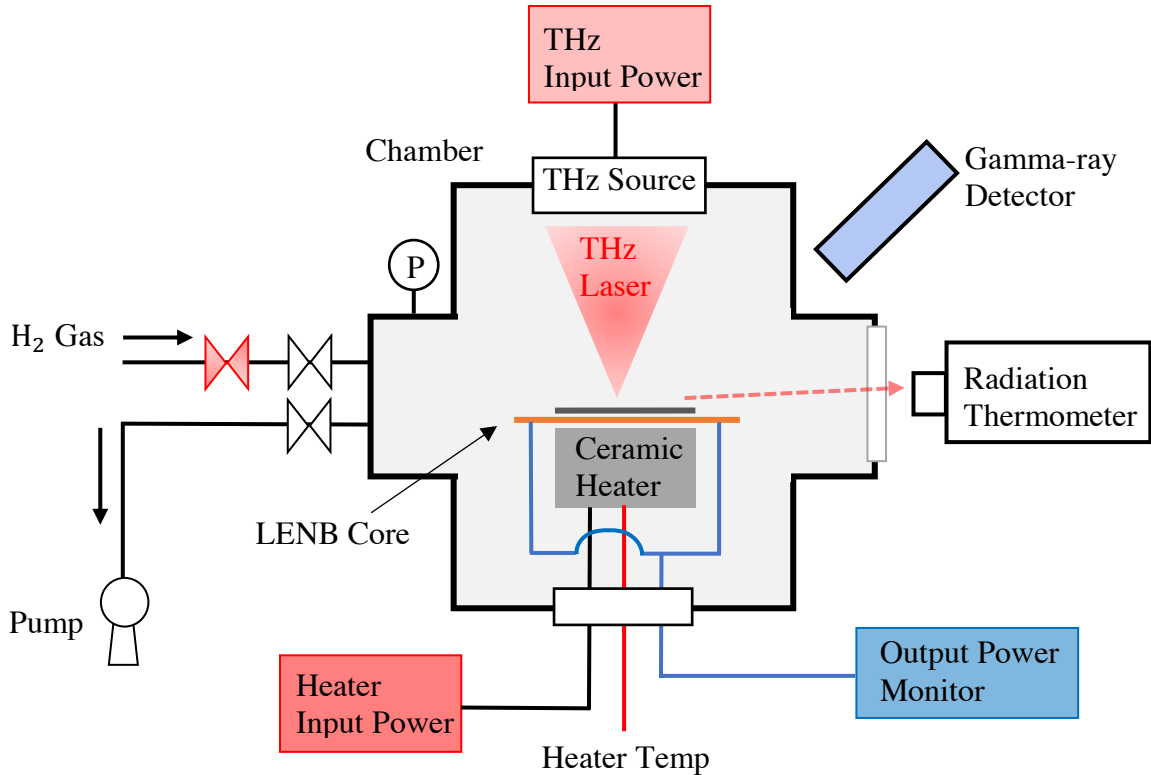 THz
Input Power
Chamber
THz Source
Gamma-ray
Detector
THz
Laser
P
H₂ Gas
Radiation
Thermometer
Ceramic
Heater
LENB Core
Pump
Output Power
Monitor
Heater
Input Power
Heater Temp